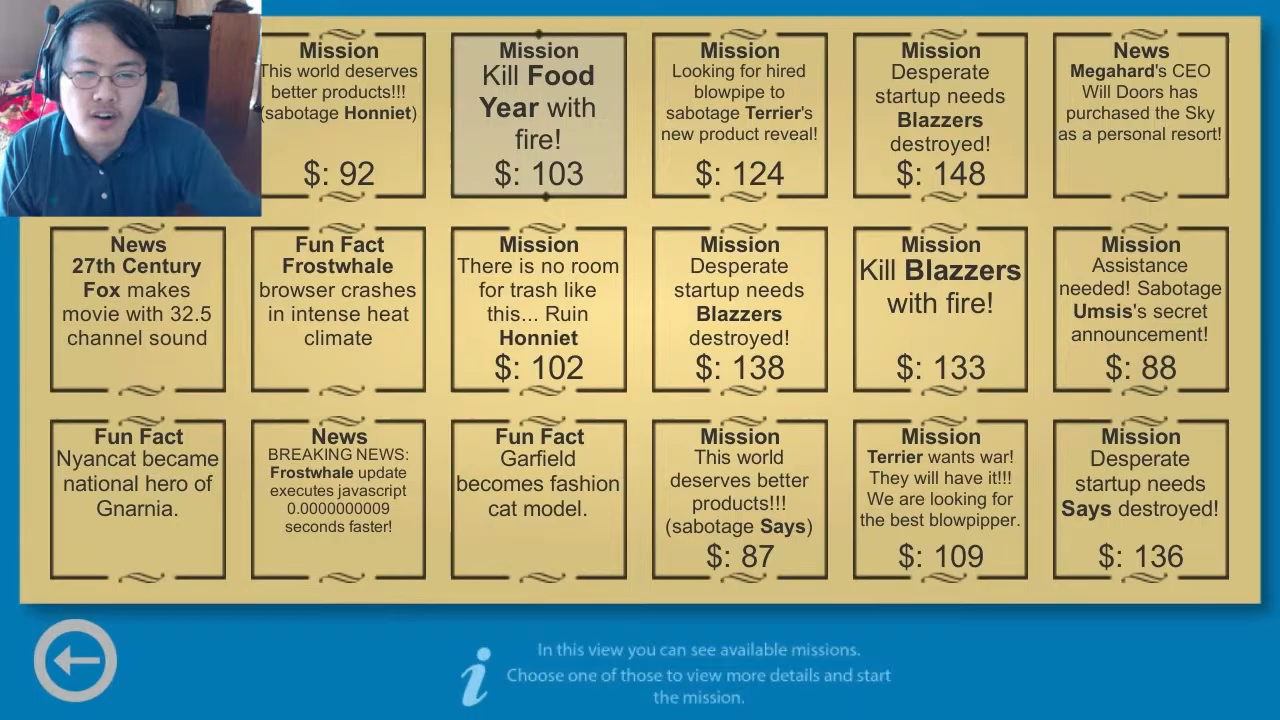 Mission
This world deserves
better products!!!
(sabotage Honniet)
$: 92
Mission
Kill Food
Year with
fire!
$: 103
Mission
Looking for hired
blowpipe to
sabotage Terrier's
new product reveal!
$: 124
Mission
Desperate
startup needs
Blazzers
destroyed!
$: 148
News
Megahard's CEO
Will Doors has
purchased the Sky
as a personal resort!
News
27th Century
Fox makes
movie with 32.5
channel sound
Fun Fact
Frostwhale
browser crashes
in intense heat
climate
Mission
There is no room
for trash like
this... Ruin
Honniet
$: 102
Mission
Desperate
startup needs
Blazzers
destroyed!
$: 138
Mission
Kill Blazzers
with fire!
$: 133
Mission
Assistance
needed! Sabotage
Umsis's secret
announcement!
$: 88
Fun Fact
Nyancat became
national hero of
Gnarnia.
News
BREAKING NEWS:
Frostwhale update
executes javascript
0.0000000009
seconds faster!
Fun Fact
Garfield
becomes fashion
cat model.
Mission
This world
deserves better
products!!!
(sabotage Says)
$: 87
Mission
Terrier wants war!
They will have it!!!
We are looking for
the best blowpipper.
$: 109
Mission
Desperate
startup needs
Says destroyed!
$: 136
In this view you can see available missions.
Choose one of those to view more details and start
the mission.